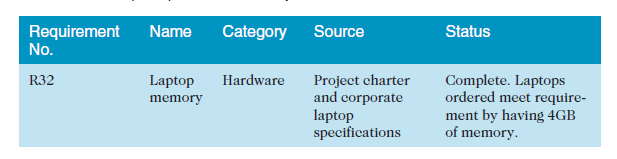 Requirement No. Name Category Source Status
R32 Laptop Hardware Project charter Complete. Laptops
memory and corporate ordered meet require-
laptop ment by having 4GB
specifications of memory.